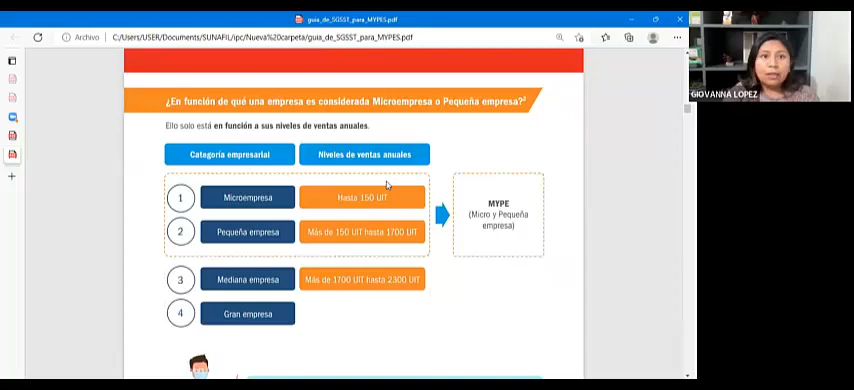 guia_de_SGSST_para_MYPES.pdf
Archivo | C:/Users/USER/Documents/SUNAFIL/ipc/Nueva%20carpeta/guia_de_SGSST_para_MYPES.pdf
GIOVANNA LOPEZ
¿En función de qué una empresa es considerada Microempresa o Pequeña empresa?²
Ello solo está en función a sus niveles de ventas anuales.
Categoría empresarial
Niveles de ventas anuales
1 Microempresa Hasta 150 UIT
2 Pequeña empresa Más de 150 UIT hasta 1700 UIT
MYPE
(Micro y Pequeña
empresa)
3 Mediana empresa Más de 1700 UIT hasta 2300 UIT
4 Gran empresa